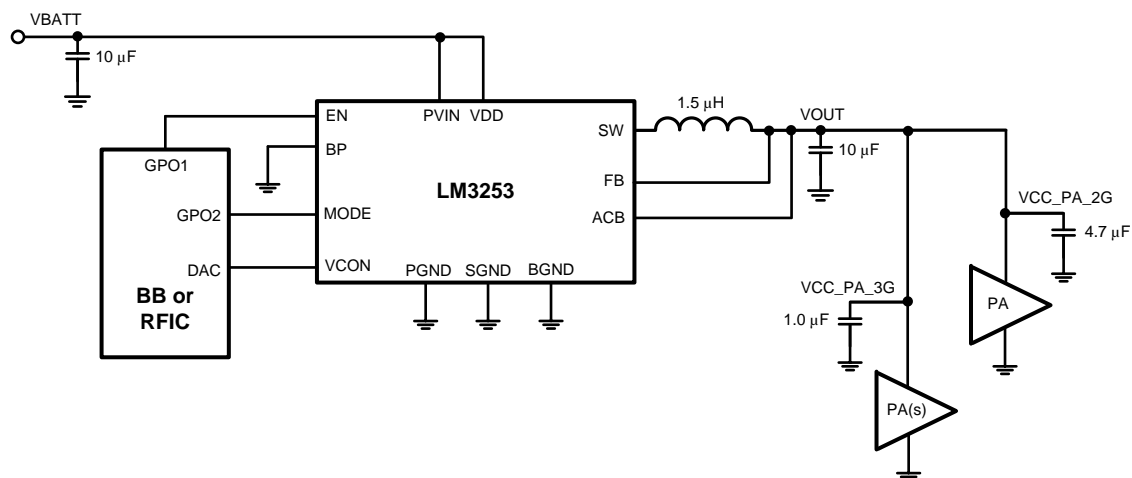 VBATT
10 µF
EN
PVIN VDD
BP
GPO1
LM3253
SW
1.5 µH
VOUT
10 µF
FB
ACB
GPO2
MODE
DAC
VCON
PGND SGND BGND
BB or
RFIC
VCC_PA_2G
4.7 µF
PA
VCC_PA_3G
1.0 µF
PA(s)